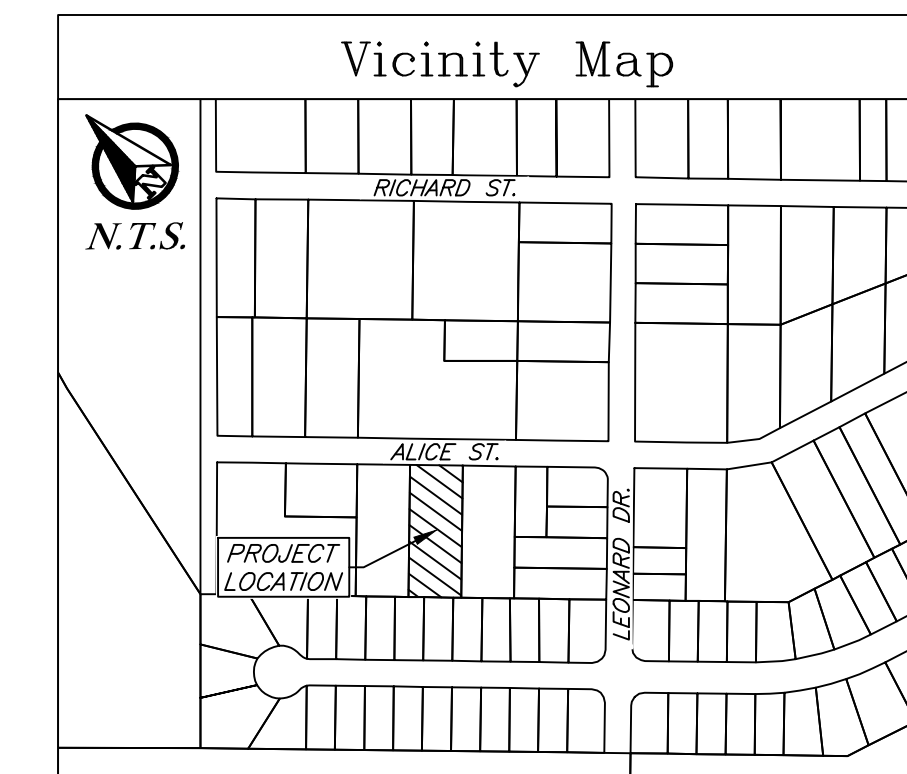 Vicinity Map
N
N.T.S.
RICHARD ST.
ALICE ST.
PROJECT
LOCATION
LEONARD DR.